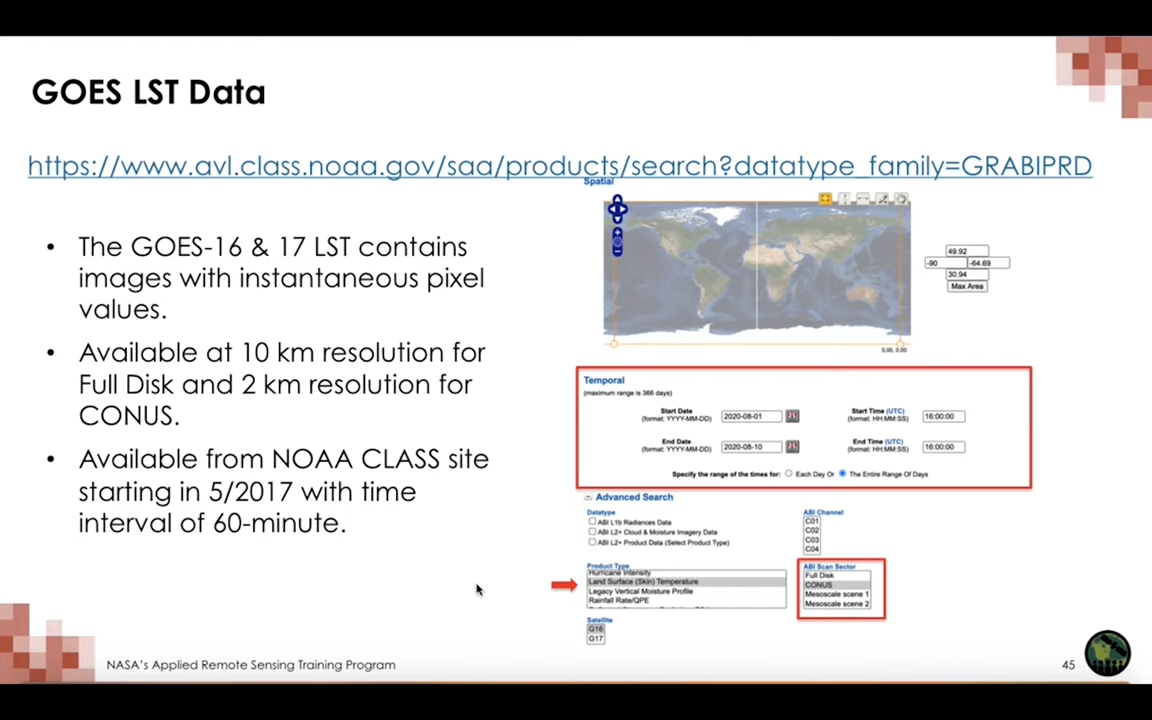 GOES LST Data
https://www.avl.class.noaa.gov/saa/products/search?datatype_family=GRABIPRD
• The GOES-16 & 17 LST contains
images with instantaneous pixel
values.
• Available at 10 km resolution for
Full Disk and 2 km resolution for
CONUS.
• Available from NOAA CLASS site
starting in 5/2017 with time
interval of 60-minute.
Spatial
49.92
-90
-64.69
30.94
Max Area
0.00, 0.00
Temporal
(maximum range is 366 days)
Start Date
(format: YYYY-MM-DD)
2020-08-01
Start Time (UTC)
(format: HH:MM:SS)
16:00:00
End Date
(format: YYYY-MM-DD)
2020-08-10
End Time (UTC)
(format: HH:MM:SS)
16:00:00
Specify the range of the times for: Each Day Or The Entire Range Of Days
Advanced Search
Datatype
ABI L1b Radiances Data
ABI L2+ Cloud & Moisture Imagery Data
ABI L2+ Product Data (Select Product Type)
ABI Channel
C01
C02
C03
C04
Product Type
Hurricane Intensity
Land Surface (Skin) Temperature
Legacy Vertical Moisture Profile
Rainfall Rate/QPE
ABI Scan Sector
Full Disk
CONUS
Mesoscale scene 1
Mesoscale scene 2
Satellite
G16
G17
NASA's Applied Remote Sensing Training Program
45